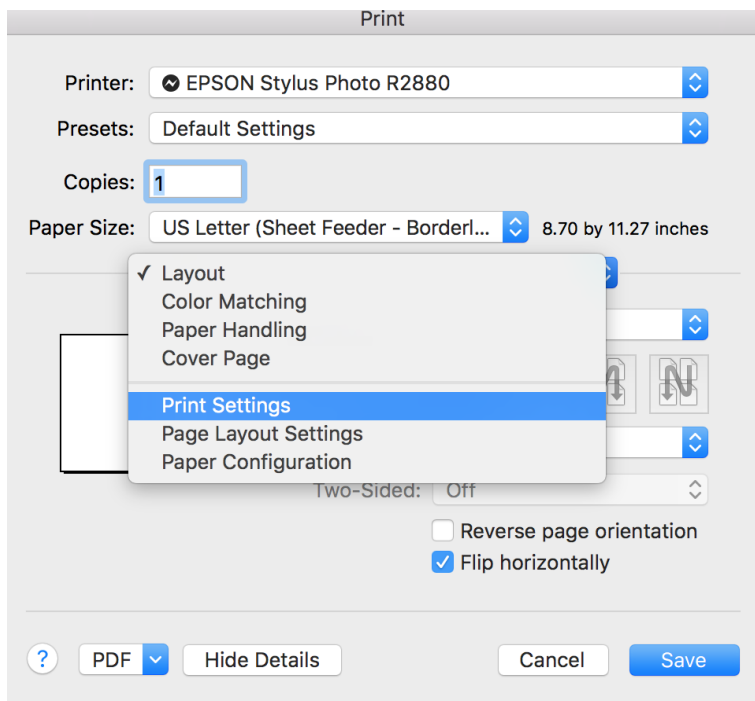 Print
Printer: EPSON Stylus Photo R2880
Presets: Default Settings
Copies: 1
Paper Size: US Letter (Sheet Feeder - Borderl... 8.70 by 11.27 inches
✓ Layout
Color Matching
Paper Handling
Cover Page
Print Settings
Page Layout Settings
Paper Configuration
Two-Sided: Off
Reverse page orientation
Flip horizontally
? PDF Hide Details Cancel Save